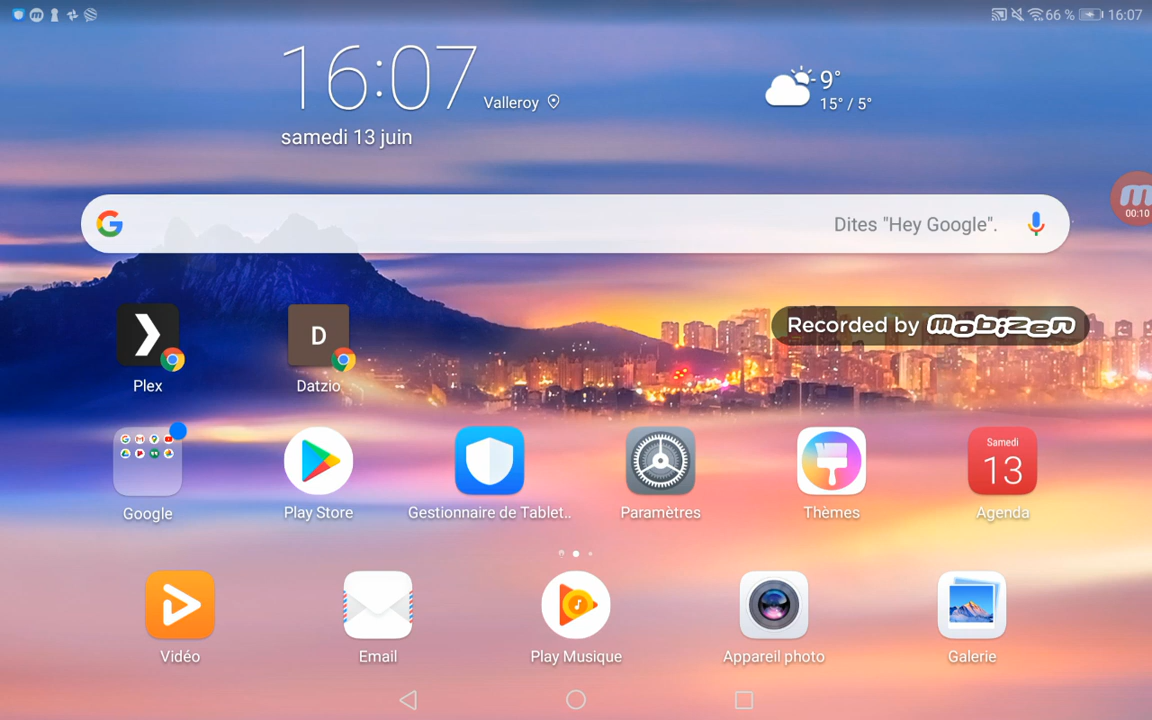 66 % 16:07
16:07
Valleroy
9°
15° / 5°
samedi 13 juin
Dites "Hey Google".
00:10
Recorded by mobizen
D
Plex
Datzio
Samedi
13
Google
Play Store
Gestionnaire de Tablet..
Paramètres
Thèmes
Agenda
Vidéo
Email
Play Musique
Appareil photo
Galerie